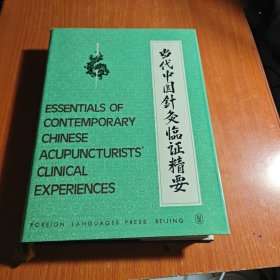 ESSENTIALS OF
CONTEMPORARY
CHINESE
ACUPUNCTURISTS'
CLINICAL
EXPERIENCES
当代中国针灸临证精要
FOREIGN LANGUAGES PRESS BEIJING